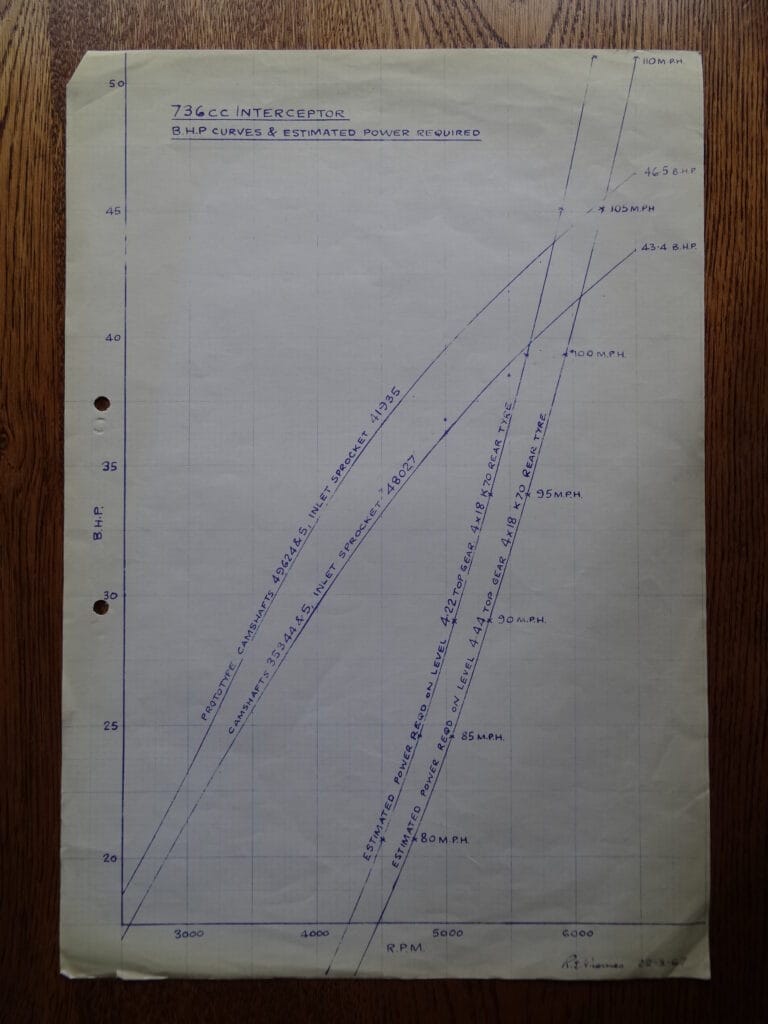 736CC INTERCEPTOR
B.H.P CURVES & ESTIMATED POWER REQUIRED
50
45
40
35
30
25
20
B.H.P.
3000 4000 5000 6000
R.P.M.
110 M.P.H.
46·5 B.H.P
105 M.P.H
43·4 B.H.P.
100 M.P.H.
95 M.P.H.
90 M.P.H.
85 M.P.H.
80 M.P.H.
PROTOTYPE CAMSHAFTS 49624 & 5, INLET SPROCKET 41935
CAMSHAFTS 35344 & 5, INLET SPROCKET 48027
ESTIMATED POWER REQD ON LEVEL 4·22 TOP GEAR 4×18 K70 REAR TYRE
ESTIMATED POWER REQD ON LEVEL 4·44 TOP GEAR 4×18 K70 REAR TYRE